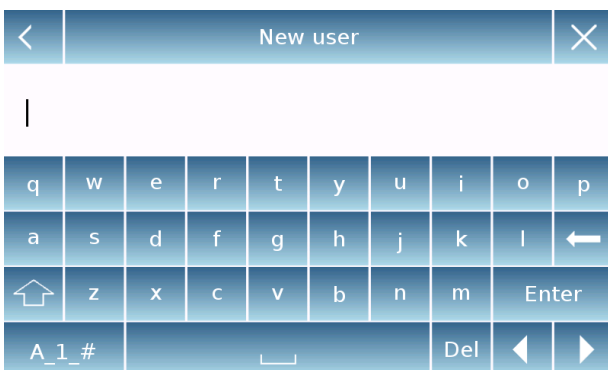 New user
q w e r t y u i o p
a s d f g h j k l
z x c v b n m Enter
A_1_# Del